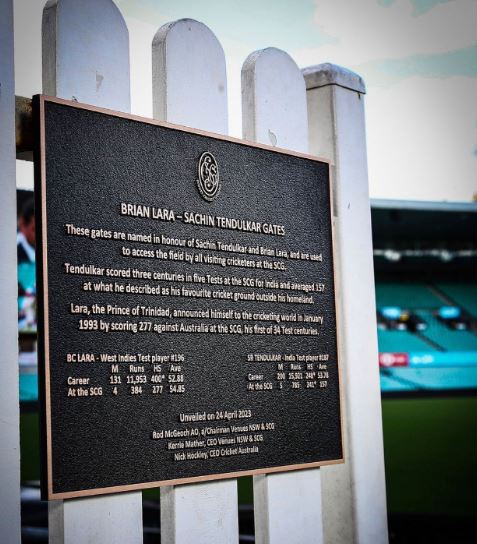 BRIAN LARA – SACHIN TENDULKAR GATES
These gates are named in honour of Sachin Tendulkar and Brian Lara, and are used
to access the field by all visiting cricketers at the SCG.
Tendulkar scored three centuries in five Tests at the SCG for India and averaged 157
at what he described as his favourite cricket ground outside his homeland.
Lara, the Prince of Trinidad, announced himself to the cricketing world in January
1993 by scoring 277 against Australia at the SCG, his first of 34 Test centuries.
BC LARA - West Indies Test player #196
M Runs HS Ave
Career 131 11,953 400* 52.88
At the SCG 4 384 277 54.85
SR TENDULKAR - India Test player #187
M Runs HS Ave
Career 200 15,921 248* 53.78
At the SCG 5 785 241* 157
Unveiled on 24 April 2023
Rod McGeoch AO, a/Chairman Venues NSW & SCG
Kerrie Mather, CEO Venues NSW & SCG
Nick Hockley, CEO Cricket Australia